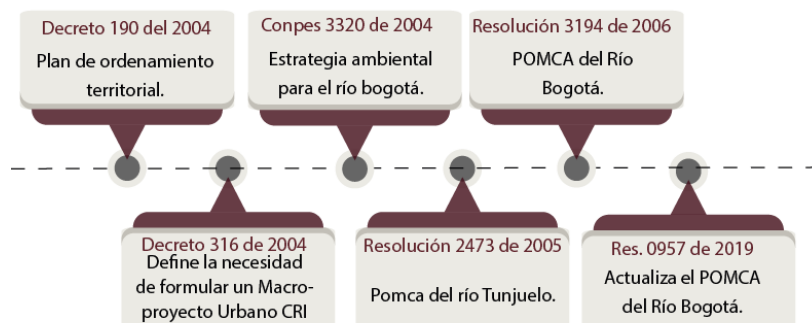 Decreto 190 del 2004
Plan de ordenamiento
territorial.
Decreto 316 de 2004
Define la necesidad
de formular un Macro-
proyecto Urbano CRI
Conpes 3320 de 2004
Estrategia ambiental
para el río bogotá.
Resolución 2473 de 2005
Pomca del río Tunjuelo.
Resolución 3194 de 2006
POMCA del Río
Bogotá.
Res. 0957 de 2019
Actualiza el POMCA
del Río Bogotá.